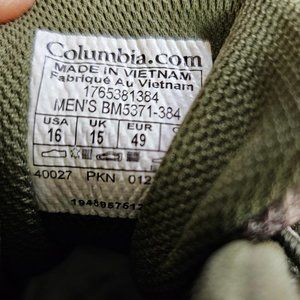 Columbia.com
MADE IN VIETNAM
Fabriqué Au Vietnam
1765381384
MEN'S BM5371-384
USA UK EUR
16 15 49
40027 PKN 012